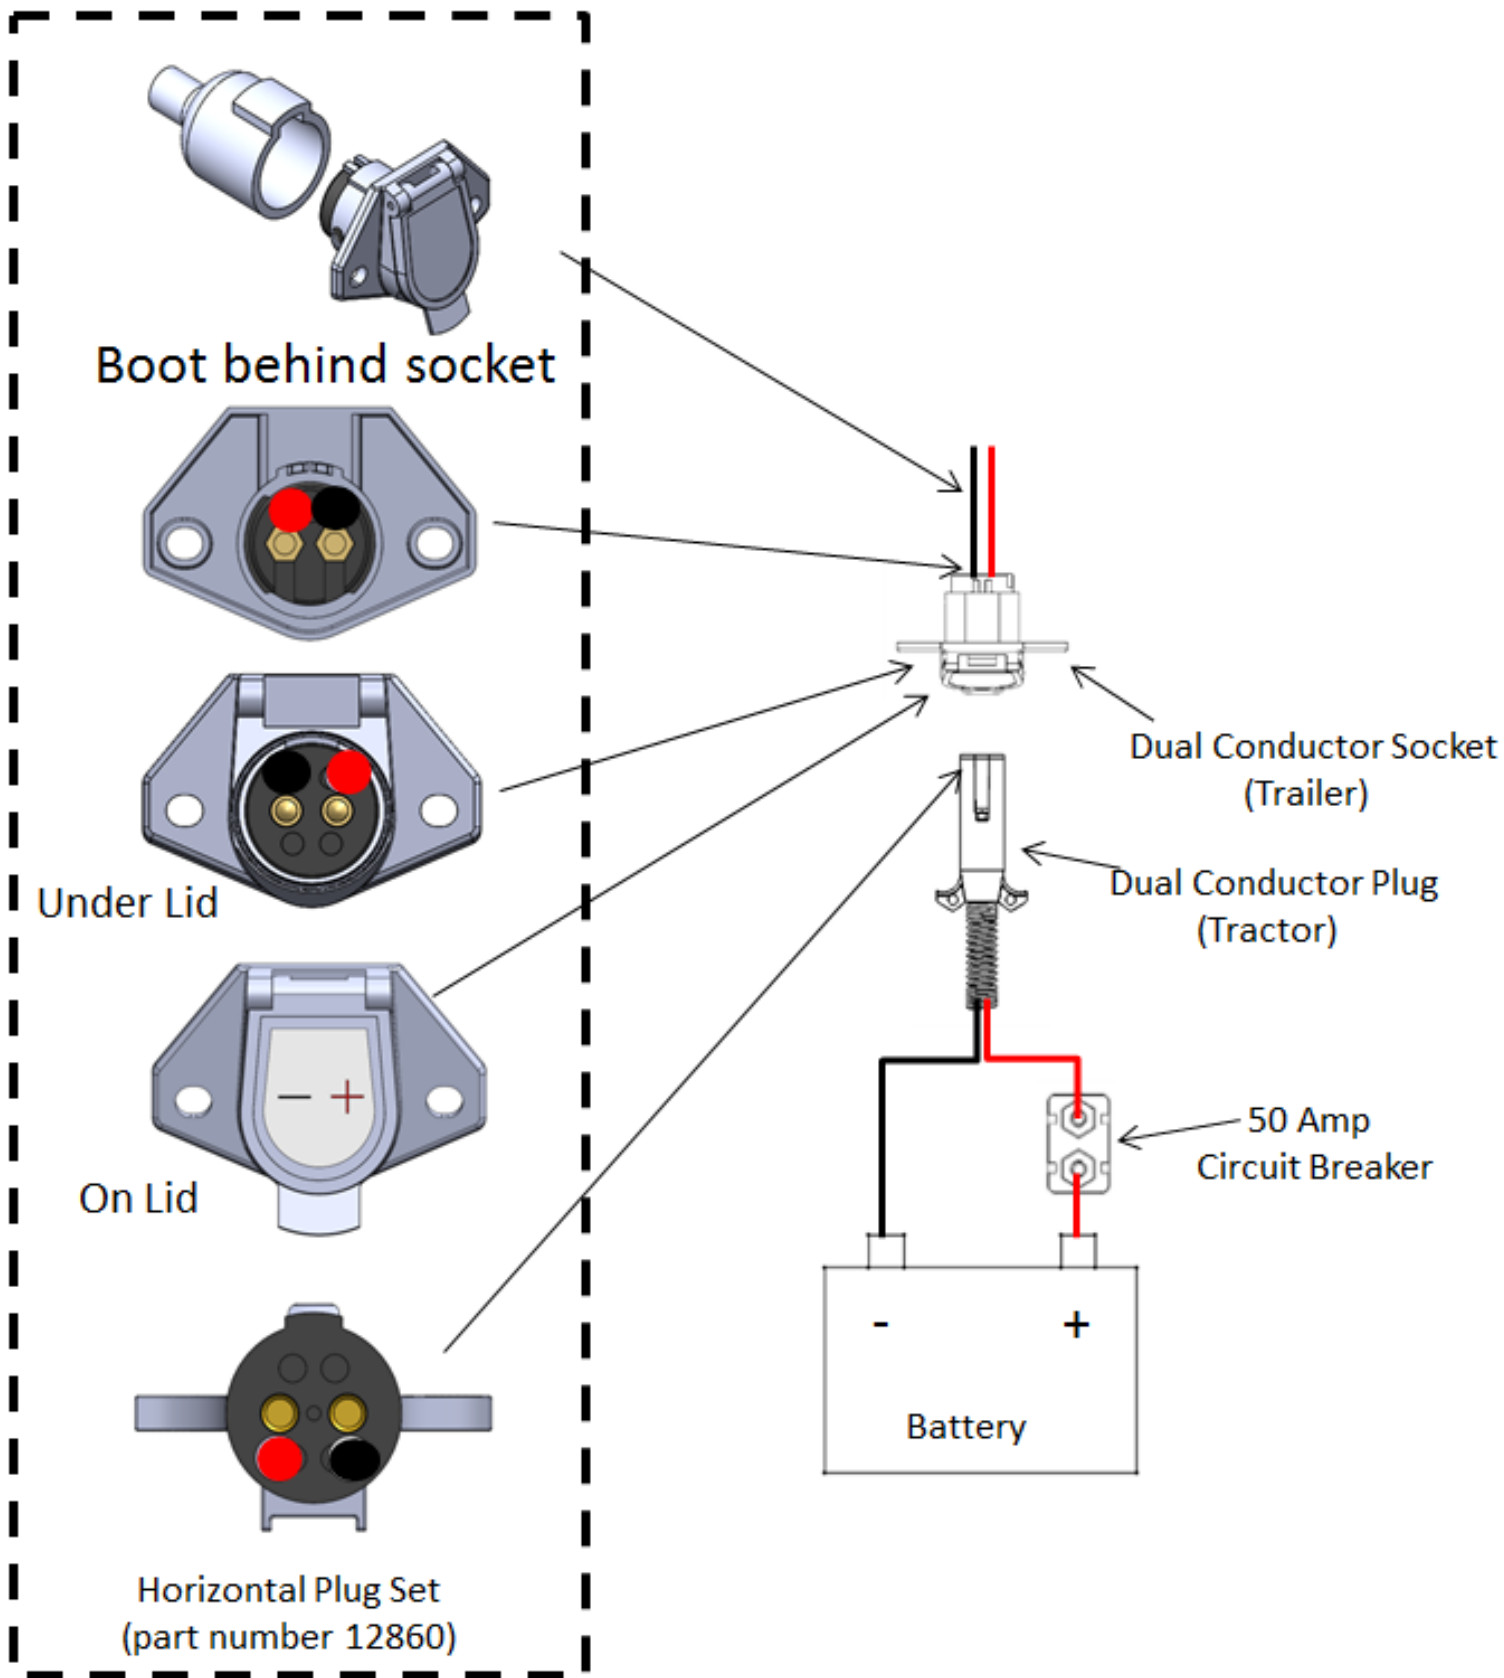 Boot behind socket
Under Lid
On Lid
- +
Horizontal Plug Set
(part number 12860)
Dual Conductor Socket
(Trailer)
Dual Conductor Plug
(Tractor)
50 Amp
Circuit Breaker
- +
Battery